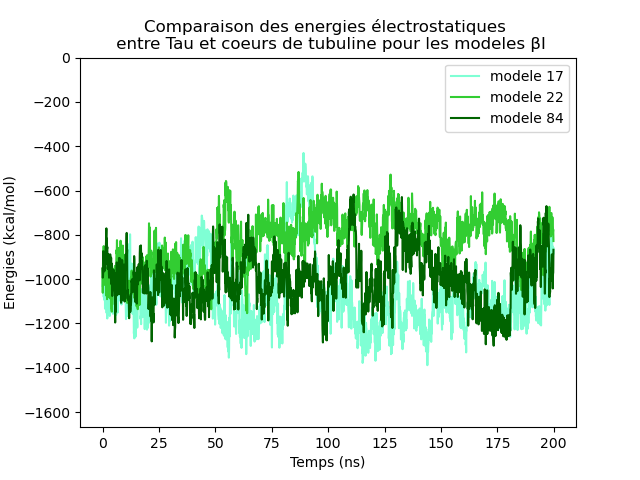 Comparaison des energies électrostatiques
entre Tau et coeurs de tubuline pour les modeles βI
0
−200
−400
−600
−800
−1000
−1200
−1400
−1600
Energies (kcal/mol)
modele 17
modele 22
modele 84
0 25 50 75 100 125 150 175 200
Temps (ns)